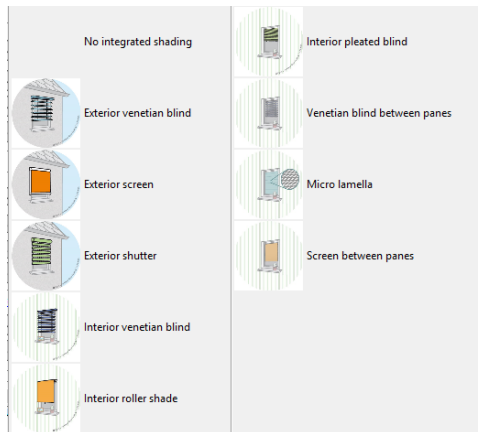 No integrated shading
Exterior venetian blind
Exterior screen
Exterior shutter
Interior venetian blind
Interior roller shade
Interior pleated blind
Venetian blind between panes
Micro lamella
Screen between panes